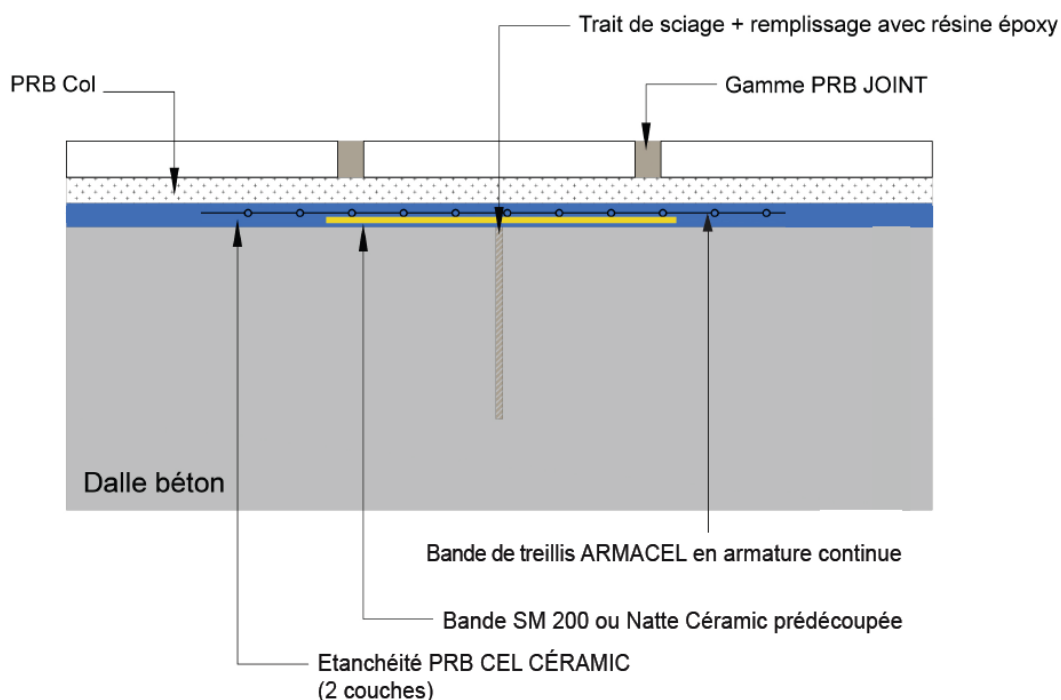 Trait de sciage + remplissage avec résine époxy
PRB Col
Gamme PRB JOINT
Dalle béton
Bande de treillis ARMACEL en armature continue
Bande SM 200 ou Natte Céramic prédécoupée
Etanchéité PRB CEL CÉRAMIC
(2 couches)